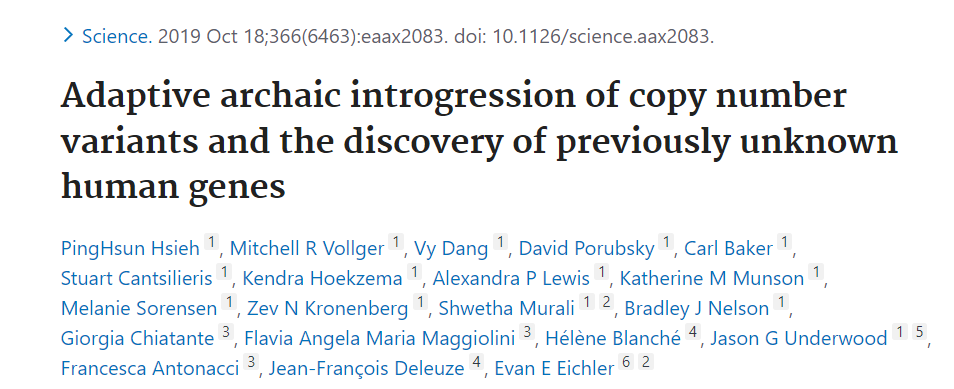 Science. 2019 Oct 18;366(6463):eaax2083. doi: 10.1126/science.aax2083.
Adaptive archaic introgression of copy number
variants and the discovery of previously unknown
human genes
PingHsun Hsieh 1, Mitchell R Vollger 1, Vy Dang 1, David Porubsky 1, Carl Baker 1,
Stuart Cantsilieris 1, Kendra Hoekzema 1, Alexandra P Lewis 1, Katherine M Munson 1,
Melanie Sorensen 1, Zev N Kronenberg 1, Shwetha Murali 1 2, Bradley J Nelson 1,
Giorgia Chiatante 3, Flavia Angela Maria Maggiolini 3, Hélène Blanché 4, Jason G Underwood 1 5,
Francesca Antonacci 3, Jean-François Deleuze 4, Evan E Eichler 6 2